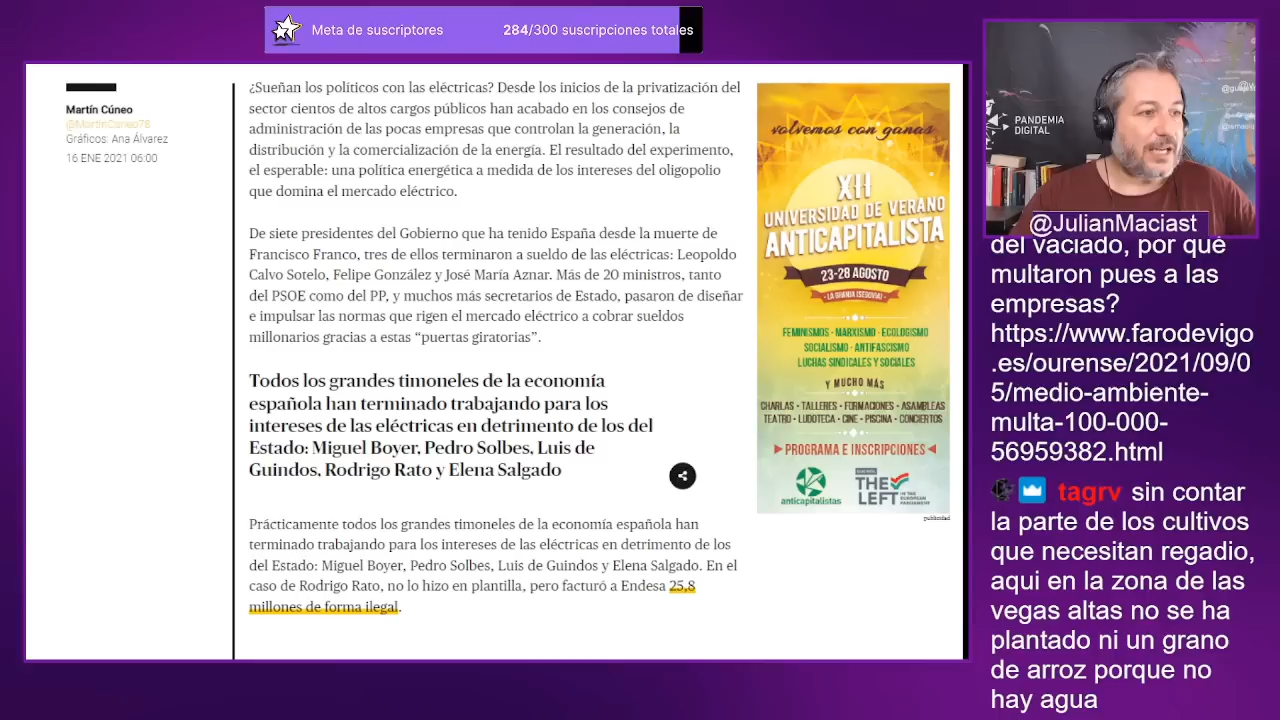 Meta de suscriptores
284/300 suscripciones totales
Martín Cúneo
@MartinCuneo78
Gráficos: Ana Álvarez
16 ENE 2021 06:00
¿Sueñan los políticos con las eléctricas? Desde los inicios de la privatización del
sector cientos de altos cargos públicos han acabado en los consejos de
administración de las pocas empresas que controlan la generación, la
distribución y la comercialización de la energía. El resultado del experimento,
el esperable: una política energética a medida de los intereses del oligopolio
que domina el mercado eléctrico.
De siete presidentes del Gobierno que ha tenido España desde la muerte de
Francisco Franco, tres de ellos terminaron a sueldo de las eléctricas: Leopoldo
Calvo Sotelo, Felipe González y José María Aznar. Más de 20 ministros, tanto
del PSOE como del PP, y muchos más secretarios de Estado, pasaron de diseñar
e impulsar las normas que rigen el mercado eléctrico a cobrar sueldos
millonarios gracias a estas “puertas giratorias”.
Todos los grandes timoneles de la economía
española han terminado trabajando para los
intereses de las eléctricas en detrimento de los del
Estado: Miguel Boyer, Pedro Solbes, Luis de
Guindos, Rodrigo Rato y Elena Salgado
Prácticamente todos los grandes timoneles de la economía española han
terminado trabajando para los intereses de las eléctricas en detrimento de los
del Estado: Miguel Boyer, Pedro Solbes, Luis de Guindos y Elena Salgado. En el
caso de Rodrigo Rato, no lo hizo en plantilla, pero facturó a Endesa 25,8
millones de forma ilegal.
volvemos con ganas
XII
UNIVERSIDAD DE VERANO
ANTICAPITALISTA
23-28 AGOSTO
LA GRANJA (SEGOVIA)
FEMINISMOS · MARXISMO · ECOLOGISMO
SOCIALISMO · ANTIFASCISMO
LUCHAS SINDICALES Y SOCIALES
Y MUCHO MÁS
CHARLAS · TALLERES · FORMACIONES · ASAMBLEAS
TEATRO · LUDOTECA · CINE · PISCINA · CONCIERTOS
PROGRAMA E INSCRIPCIONES
anticapitalistas
THE LEFT
IN THE EUROPEAN PARLIAMENT
publicidad
PANDEMIA
DIGITAL
@JulianMaciast
del vaciado, por qué
multaron pues a las
empresas?
https://www.farodevigo
.es/ourense/2021/09/0
5/medio-ambiente-
multa-100-000-
56959382.html
tagrv sin contar
la parte de los cultivos
que necesitan regadio,
aqui en la zona de las
vegas altas no se ha
plantado ni un grano
de arroz porque no
hay agua